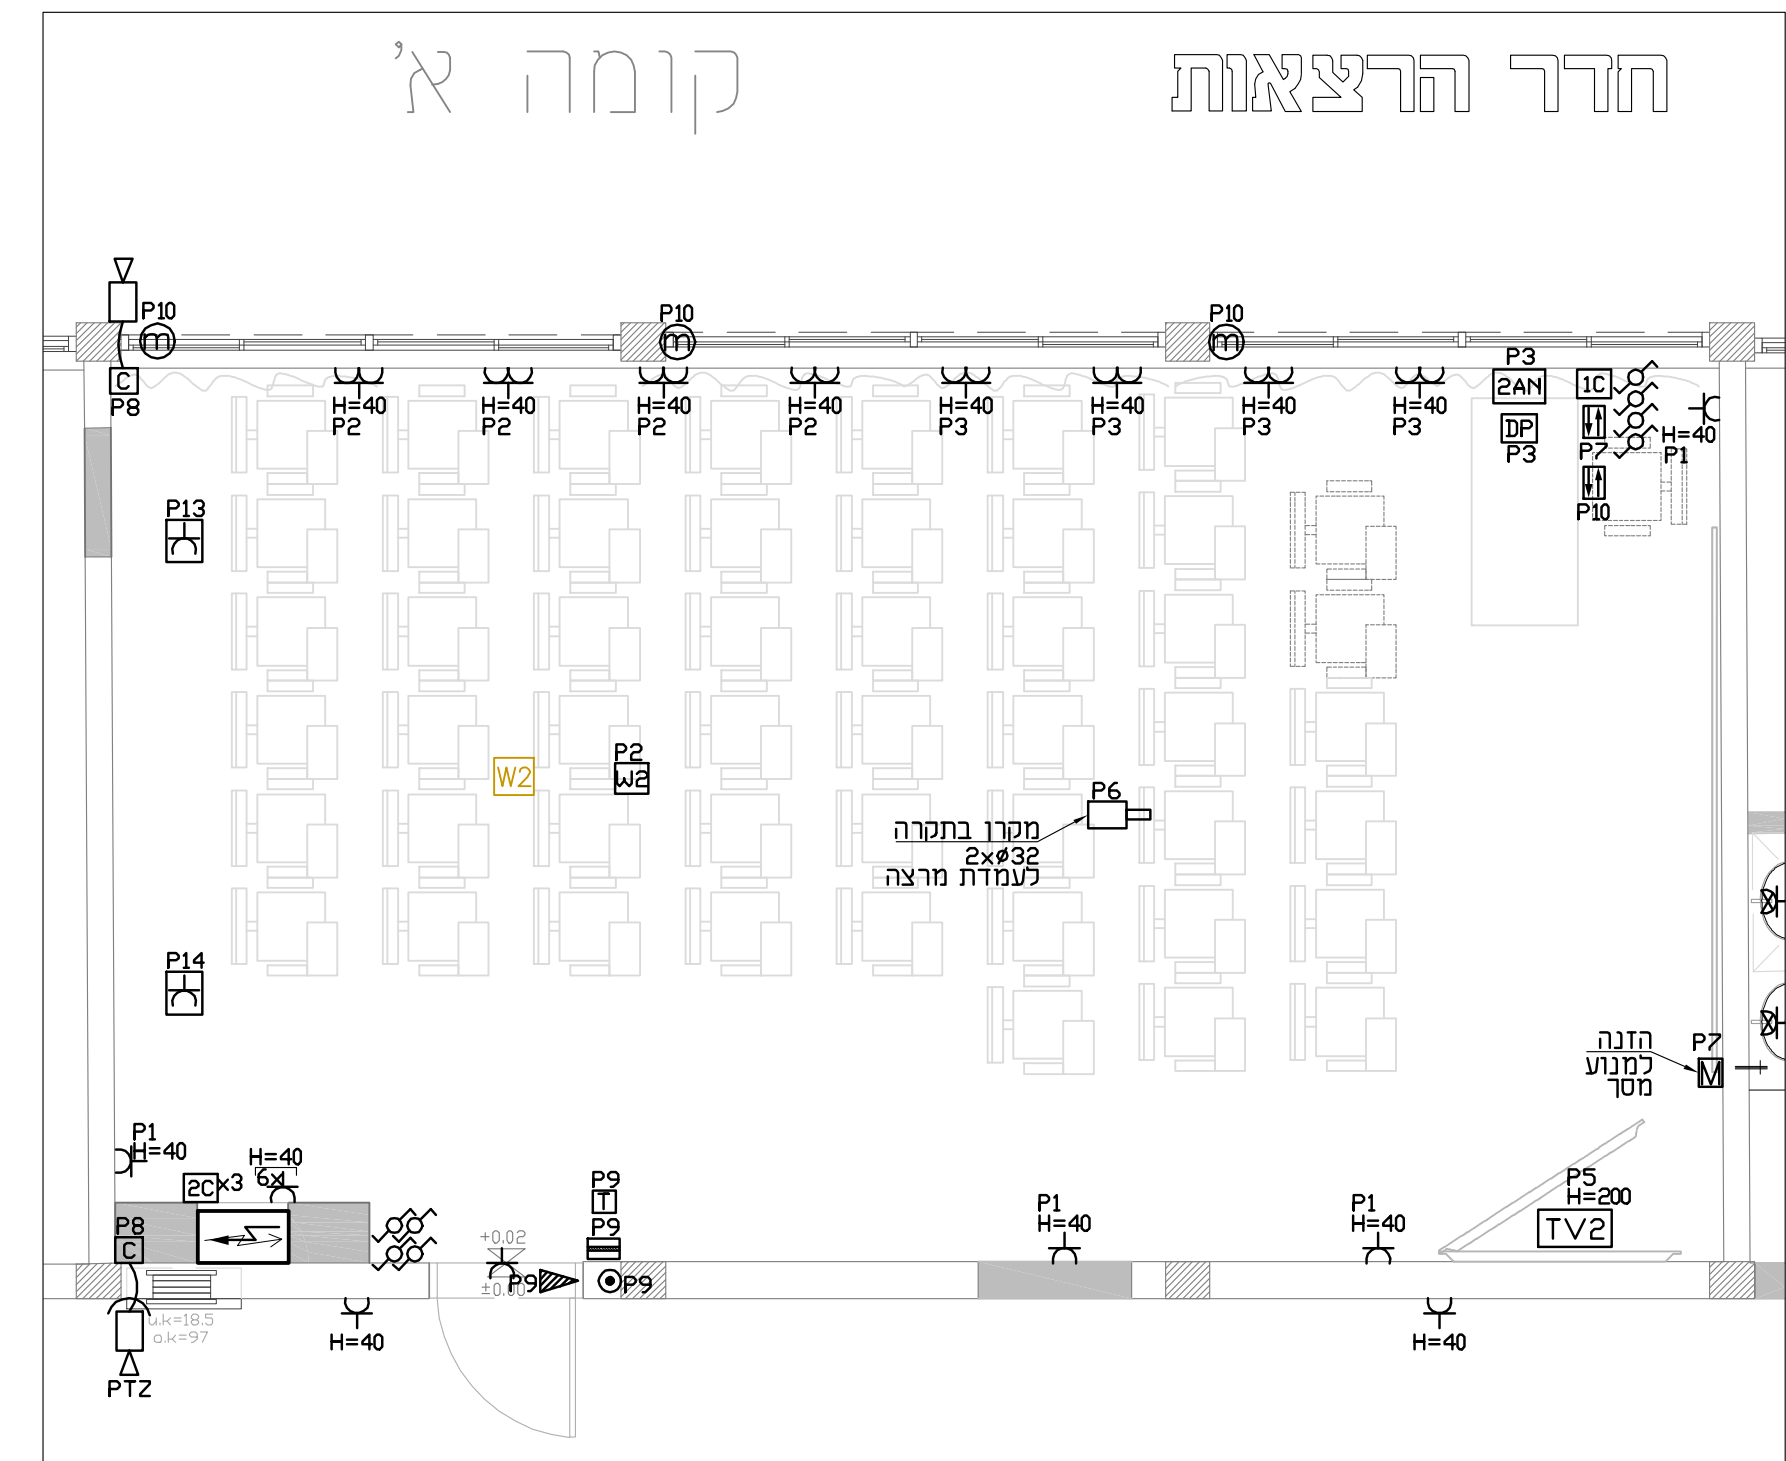 חדר הרצאות
קומה א'
P10
P10
P10
C
P8
m
m
m
H=40
P2
H=40
P2
H=40
P2
H=40
P2
H=40
P3
H=40
P3
H=40
P3
H=40
P3
P3
2AN
DP
P3
1C
P7
P10
H=40
P1
P13
W2
P2
W2
P6
מקרן בתקרה
2xø32
לעמדת מרצה
P14
הזנה
למנוע
מסך
P7
M
P1
H=40
2C x3
H=40
6x
P8
C
P9
T
P9
P9
P9
+0.02
±0.00
P1
H=40
P1
H=40
P5
H=200
TV2
u.k=18.5
o.k=97
H=40
H=40
PTZ